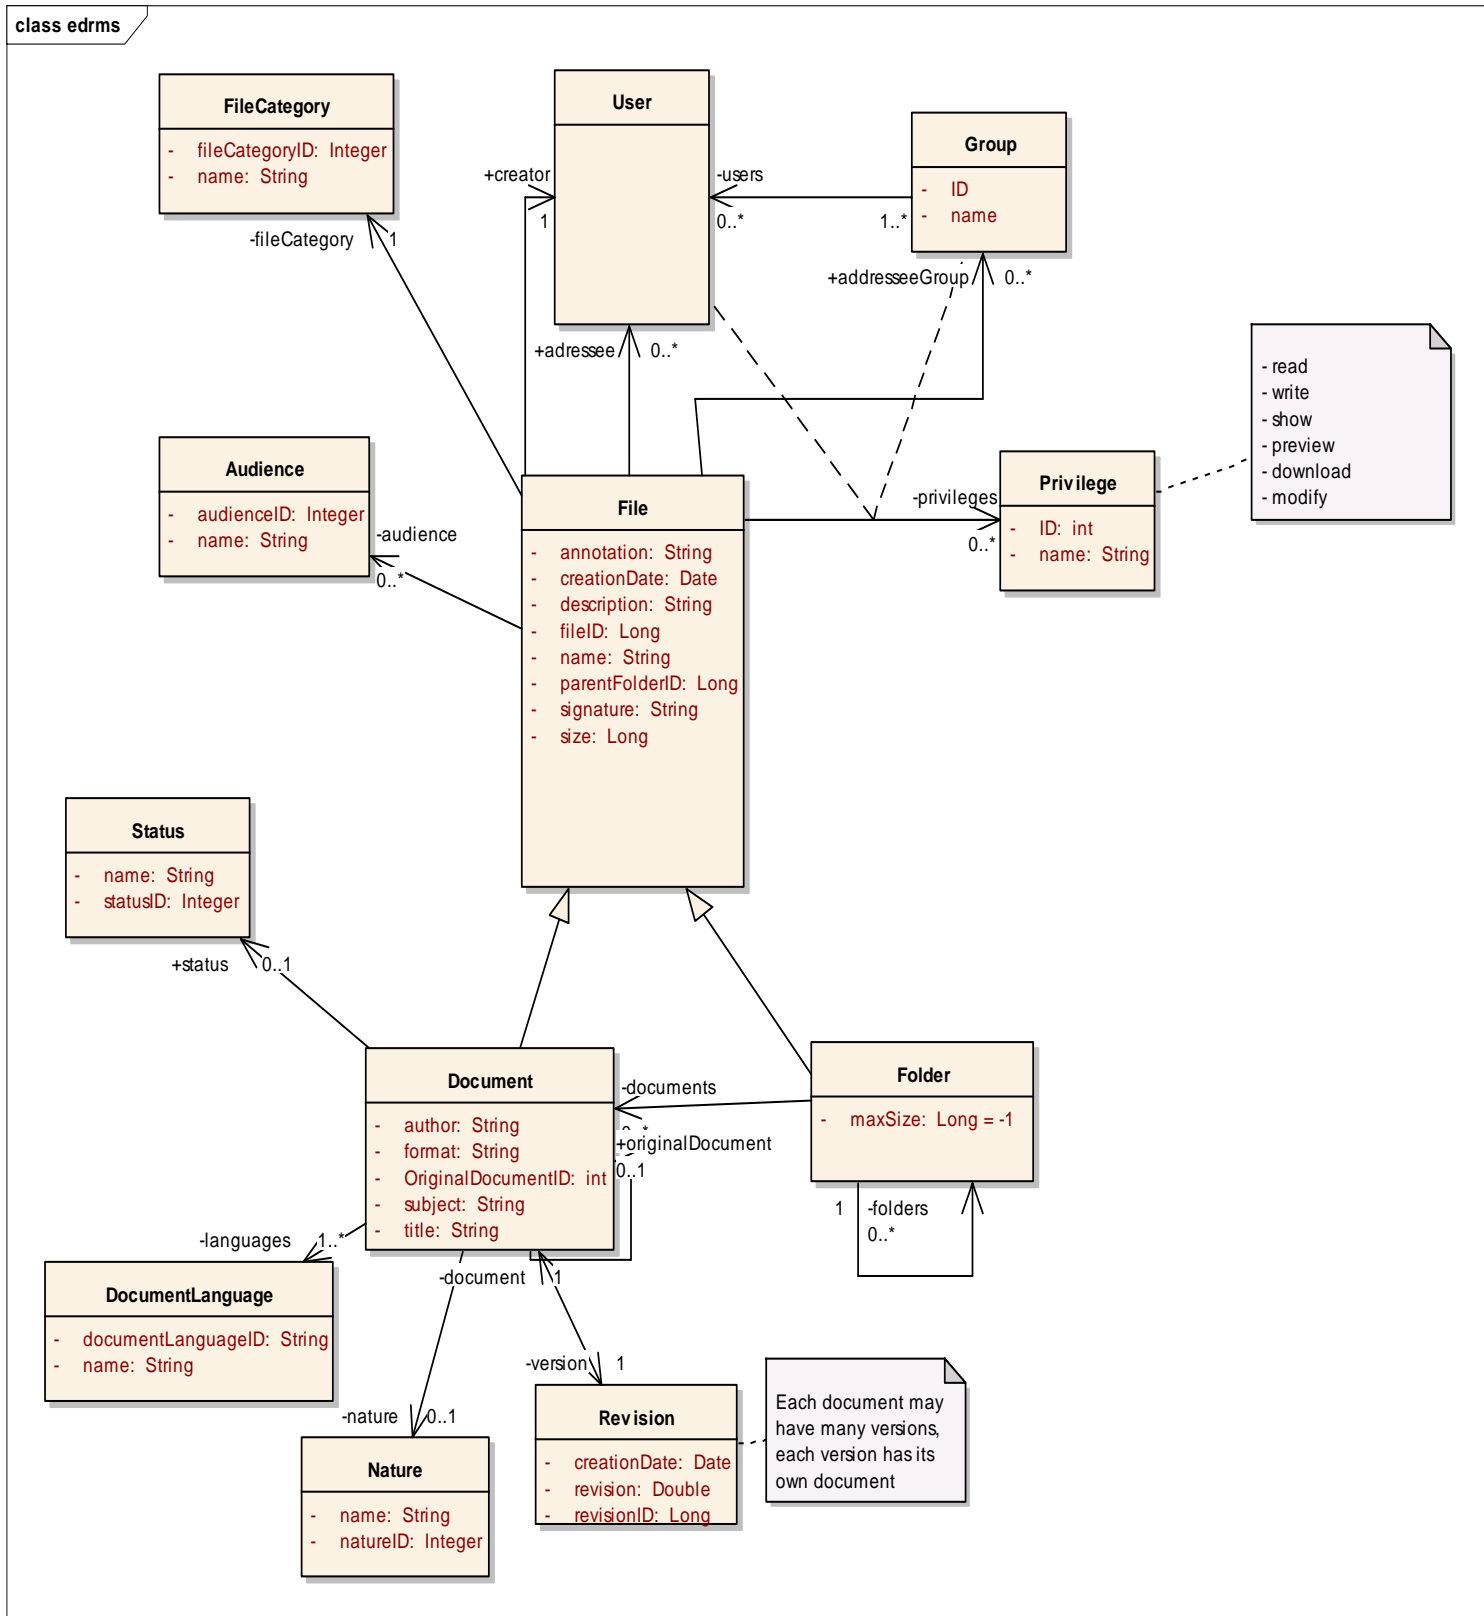 class edrms
FileCategory
- fileCategoryID: Integer
- name: String
User
Group
- ID
- name
+creator
1
-users
0..*
1..*
-fileCategory
1
+addresseeGroup
0..*
+adressee
0..*
- read
- write
- show
- preview
- download
- modify
Audience
- audienceID: Integer
- name: String
-audience
0..*
File
- annotation: String
- creationDate: Date
- description: String
- fileID: Long
- name: String
- parentFolderID: Long
- signature: String
- size: Long
-privileges
0..*
Privilege
- ID: int
- name: String
Status
- name: String
- statusID: Integer
+status
0..1
Document
- author: String
- format: String
- OriginalDocumentID: int
- subject: String
- title: String
-documents
0..*
+originalDocument
0..1
Folder
- maxSize: Long = -1
1
-folders
0..*
-languages
1..*
-document
1
DocumentLanguage
- documentLanguageID: String
- name: String
-version
1
-nature
0..1
Nature
- name: String
- natureID: Integer
Revision
- creationDate: Date
- revision: Double
- revisionID: Long
Each document may
have many versions,
each version has its
own document